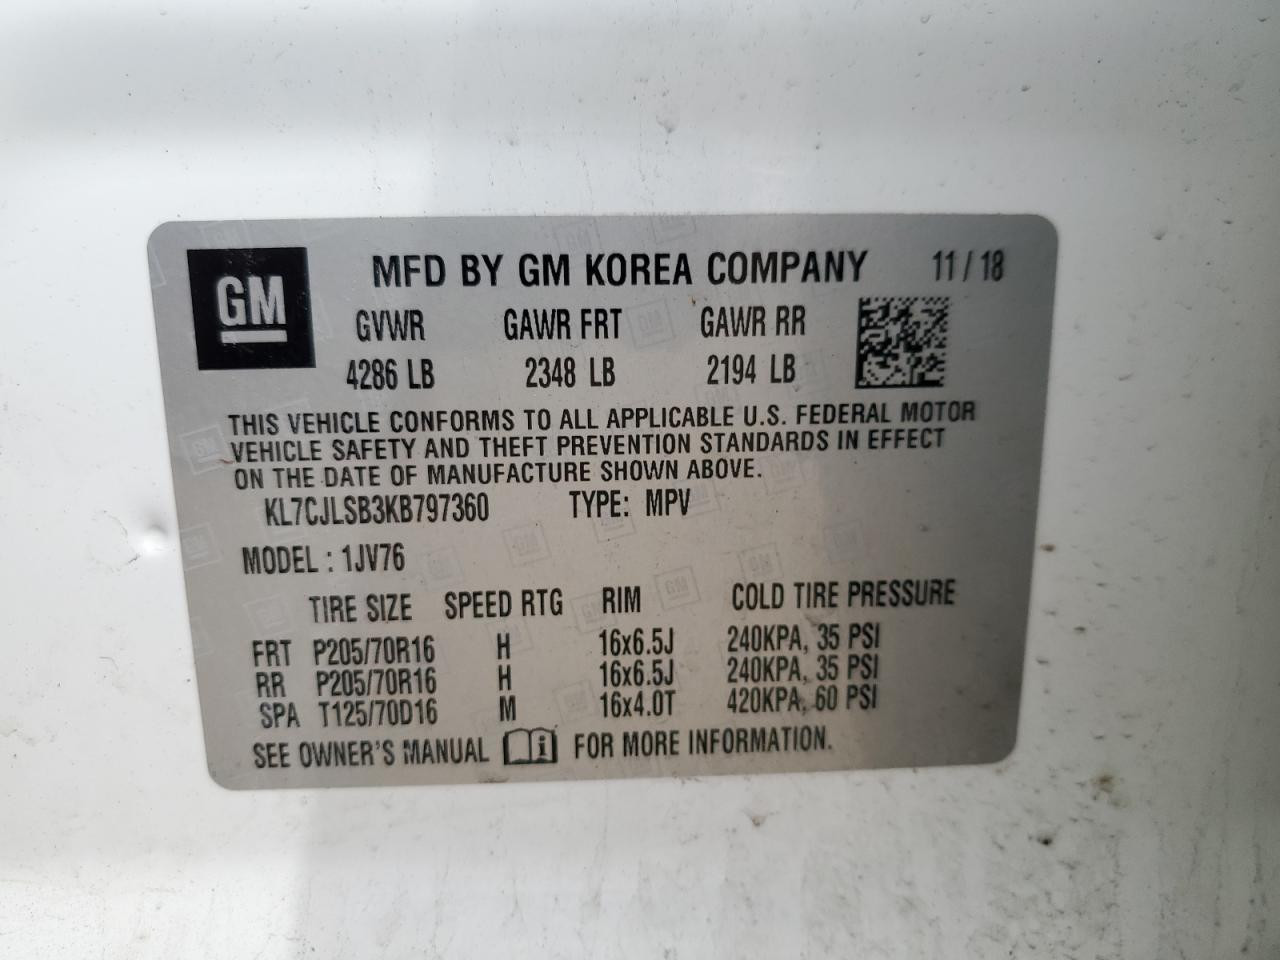 GM
MFD BY GM KOREA COMPANY 11/18
GVWR GAWR FRT GAWR RR
4286 LB 2348 LB 2194 LB
THIS VEHICLE CONFORMS TO ALL APPLICABLE U.S. FEDERAL MOTOR
VEHICLE SAFETY AND THEFT PREVENTION STANDARDS IN EFFECT
ON THE DATE OF MANUFACTURE SHOWN ABOVE.
KL7CJLSB3KB797360 TYPE: MPV
MODEL : 1JV76
TIRE SIZE SPEED RTG RIM COLD TIRE PRESSURE
FRT P205/70R16 H 16x6.5J 240KPA, 35 PSI
RR P205/70R16 H 16x6.5J 240KPA, 35 PSI
SPA T125/70D16 M 16x4.0T 420KPA, 60 PSI
SEE OWNER'S MANUAL i FOR MORE INFORMATION.